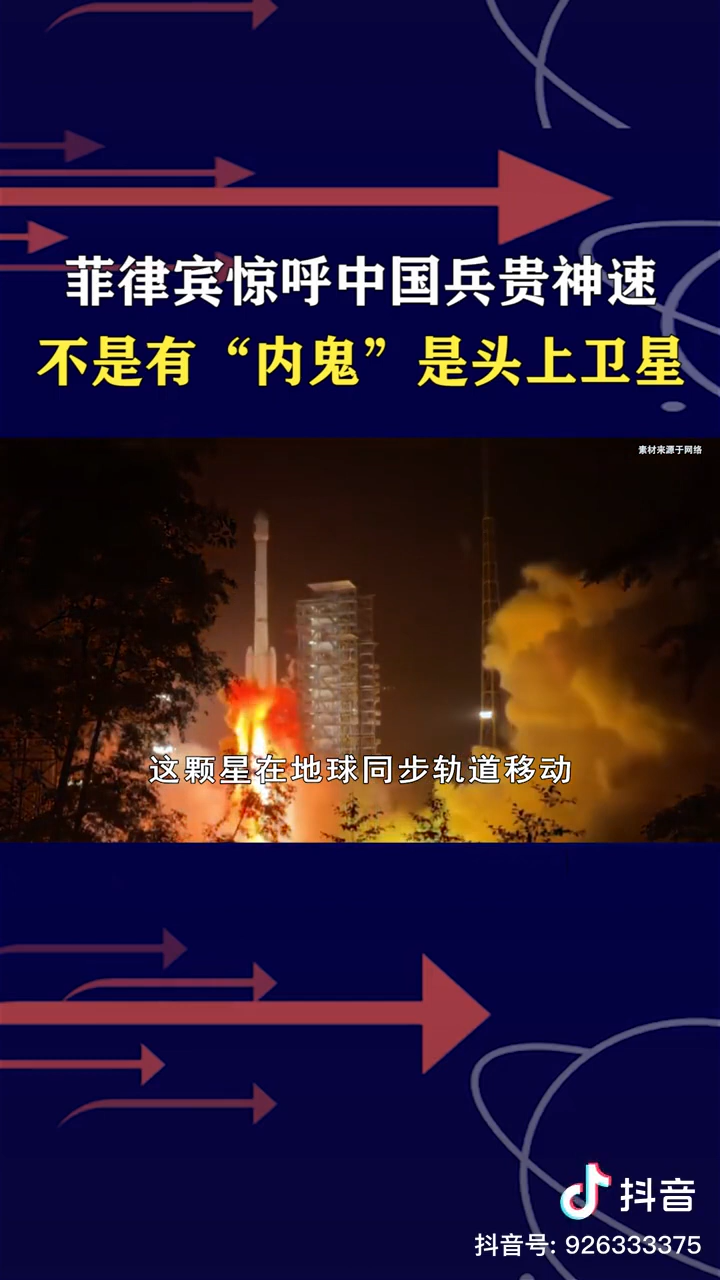 菲律宾惊呼中国兵贵神速
不是有“内鬼”是头上卫星
素材来源于网络
这颗星在地球同步轨道移动
抖音
抖音号: 926333375